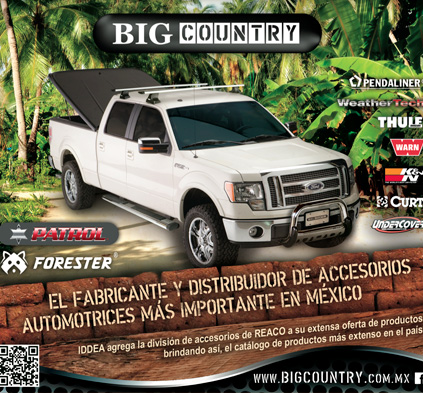 BIG COUNTRY
PENDALINER
WeatherTech
THULE
WARN
K&N
CURT
UNDERCOVER
PATROL
FORESTER
EL FABRICANTE Y DISTRIBUIDOR DE ACCESORIOS
AUTOMOTRICES MÁS IMPORTANTE EN MÉXICO
IDDEA agrega la división de accesorios de REACO a su extensa oferta de productos
brindando así, el catálogo de productos más extenso en el país
WWW.BIGCOUNTRY.COM.MX